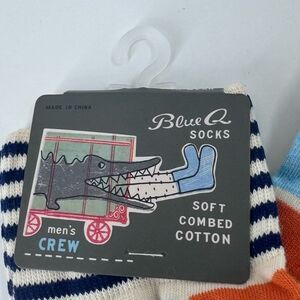 MADE IN CHINA
Blue Q
SOCKS
SOFT
COMBED
COTTON
men's
CREW